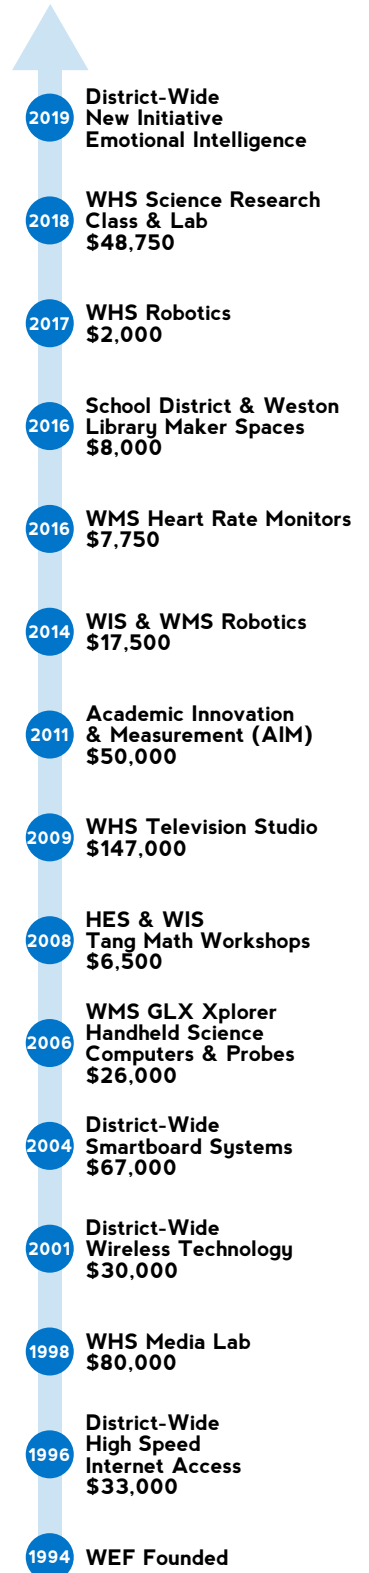 2019
District-Wide
New Initiative
Emotional Intelligence
2018
WHS Science Research
Class & Lab
$48,750
2017
WHS Robotics
$2,000
2016
School District & Weston
Library Maker Spaces
$8,000
2016
WMS Heart Rate Monitors
$7,750
2014
WIS & WMS Robotics
$17,500
2011
Academic Innovation
& Measurement (AIM)
$50,000
2009
WHS Television Studio
$147,000
2008
HES & WIS
Tang Math Workshops
$6,500
2006
WMS GLX Xplorer
Handheld Science
Computers & Probes
$26,000
2004
District-Wide
Smartboard Systems
$67,000
2001
District-Wide
Wireless Technology
$30,000
1998
WHS Media Lab
$80,000
1996
District-Wide
High Speed
Internet Access
$33,000
1994
WEF Founded